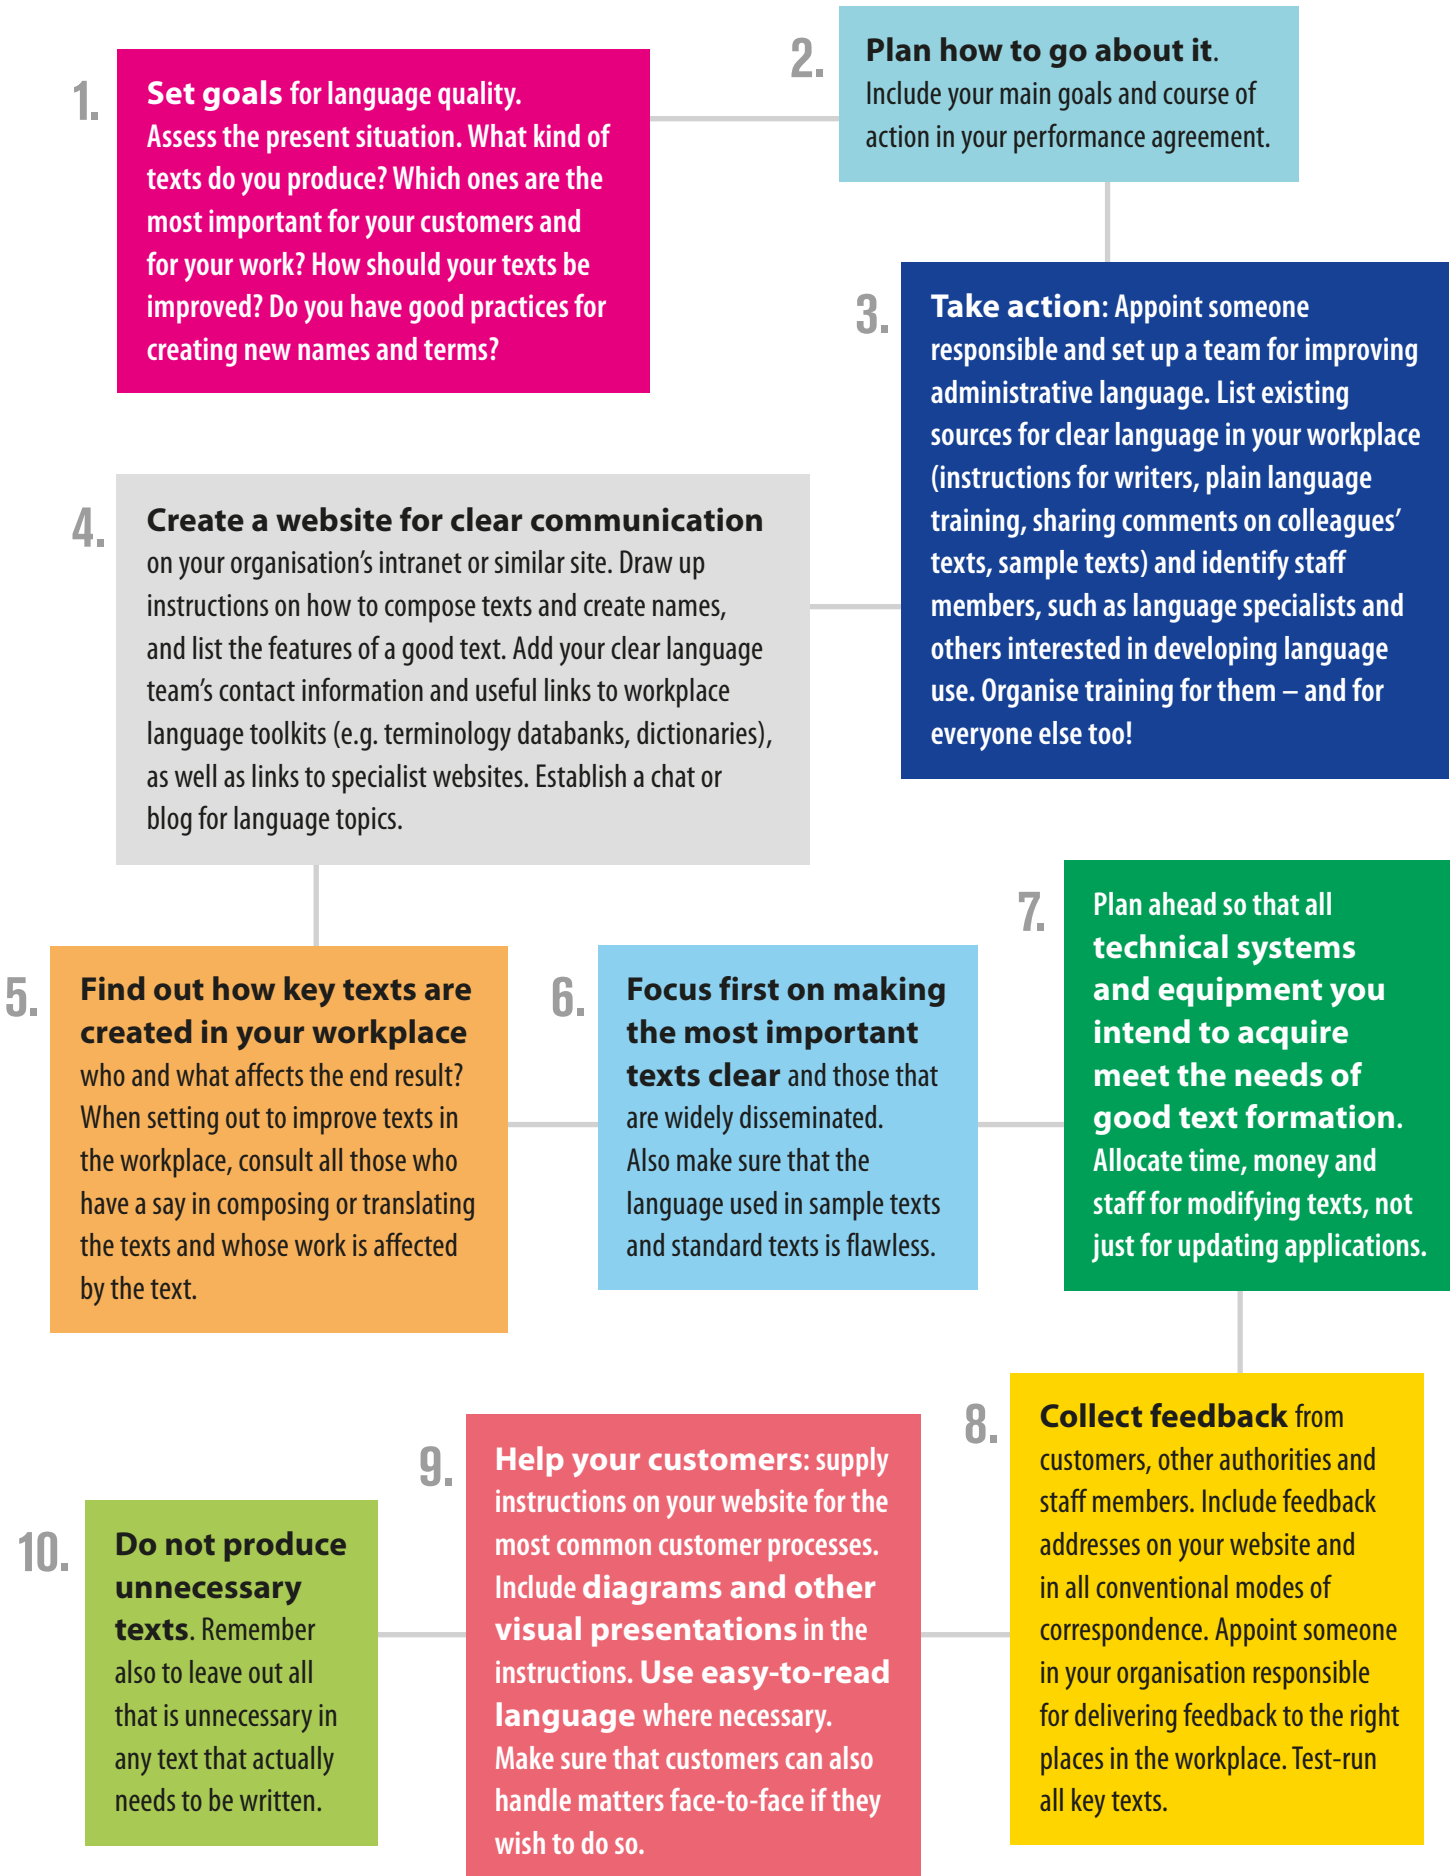 1.
Set goals for language quality.
Assess the present situation. What kind of
texts do you produce? Which ones are the
most important for your customers and
for your work? How should your texts be
improved? Do you have good practices for
creating new names and terms?
2.
Plan how to go about it.
Include your main goals and course of
action in your performance agreement.
3.
Take action: Appoint someone
responsible and set up a team for improving
administrative language. List existing
sources for clear language in your workplace
(instructions for writers, plain language
training, sharing comments on colleagues’
texts, sample texts) and identify staff
members, such as language specialists and
others interested in developing language
use. Organise training for them – and for
everyone else too!
4.
Create a website for clear communication
on your organisation’s intranet or similar site. Draw up
instructions on how to compose texts and create names,
and list the features of a good text. Add your clear language
team’s contact information and useful links to workplace
language toolkits (e.g. terminology databanks, dictionaries),
as well as links to specialist websites. Establish a chat or
blog for language topics.
5.
Find out how key texts are
created in your workplace
who and what affects the end result?
When setting out to improve texts in
the workplace, consult all those who
have a say in composing or translating
the texts and whose work is affected
by the text.
6.
Focus first on making
the most important
texts clear and those that
are widely disseminated.
Also make sure that the
language used in sample texts
and standard texts is flawless.
7.
Plan ahead so that all
technical systems
and equipment you
intend to acquire
meet the needs of
good text formation.
Allocate time, money and
staff for modifying texts, not
just for updating applications.
8.
Collect feedback from
customers, other authorities and
staff members. Include feedback
addresses on your website and
in all conventional modes of
correspondence. Appoint someone
in your organisation responsible
for delivering feedback to the right
places in the workplace. Test-run
all key texts.
9.
Help your customers: supply
instructions on your website for the
most common customer processes.
Include diagrams and other
visual presentations in the
instructions. Use easy-to-read
language where necessary.
Make sure that customers can also
handle matters face-to-face if they
wish to do so.
10.
Do not produce
unnecessary
texts. Remember
also to leave out all
that is unnecessary in
any text that actually
needs to be written.